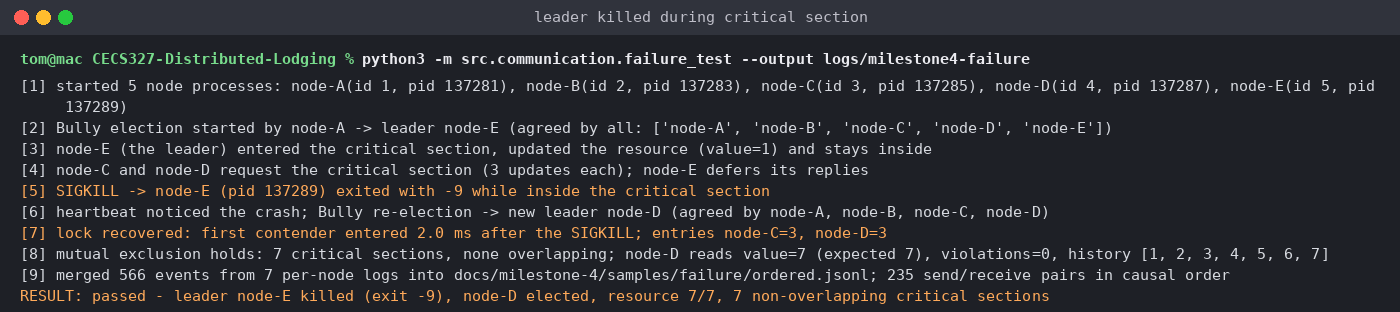 leader killed during critical section
tom@mac CECS327-Distributed-Lodging % python3 -m src.communication.failure_test --output logs/milestone4-failure
[1] started 5 node processes: node-A(id 1, pid 137281), node-B(id 2, pid 137283), node-C(id 3, pid 137285), node-D(id 4, pid 137287), node-E(id 5, pid
137289)
[2] Bully election started by node-A -> leader node-E (agreed by all: ['node-A', 'node-B', 'node-C', 'node-D', 'node-E'])
[3] node-E (the leader) entered the critical section, updated the resource (value=1) and stays inside
[4] node-C and node-D request the critical section (3 updates each); node-E defers its replies
[5] SIGKILL -> node-E (pid 137289) exited with -9 while inside the critical section
[6] heartbeat noticed the crash; Bully re-election -> new leader node-D (agreed by node-A, node-B, node-C, node-D)
[7] lock recovered: first contender entered 2.0 ms after the SIGKILL; entries node-C=3, node-D=3
[8] mutual exclusion holds: 7 critical sections, none overlapping; node-D reads value=7 (expected 7), violations=0, history [1, 2, 3, 4, 5, 6, 7]
[9] merged 566 events from 7 per-node logs into docs/milestone-4/samples/failure/ordered.jsonl; 235 send/receive pairs in causal order
RESULT: passed - leader node-E killed (exit -9), node-D elected, resource 7/7, 7 non-overlapping critical sections